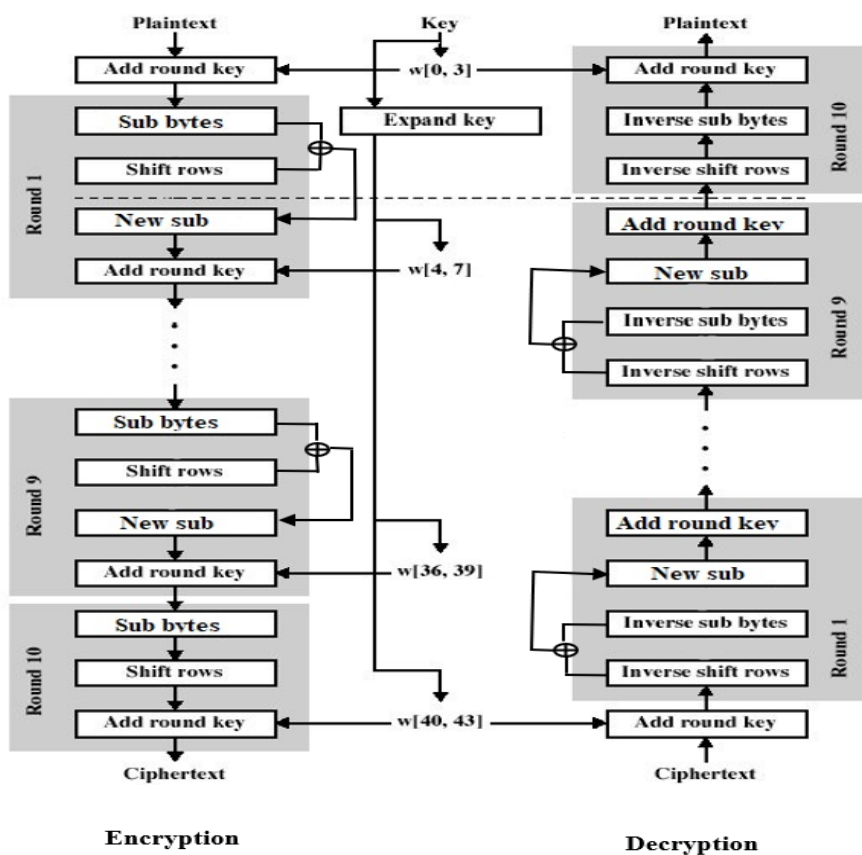 Plaintext
Add round key
Round 1
Sub bytes
Shift rows
New sub
Add round key
Round 9
Sub bytes
Shift rows
New sub
Add round key
Round 10
Sub bytes
Shift rows
Add round key
Ciphertext
Encryption
Key
w[0, 3]
Expand key
w[4, 7]
w[36, 39]
w[40, 43]
Plaintext
Add round key
Inverse sub bytes
Inverse shift rows
Round 10
Add round key
New sub
Inverse sub bytes
Inverse shift rows
Round 9
Add round key
New sub
Inverse sub bytes
Inverse shift rows
Round 1
Add round key
Ciphertext
Decryption